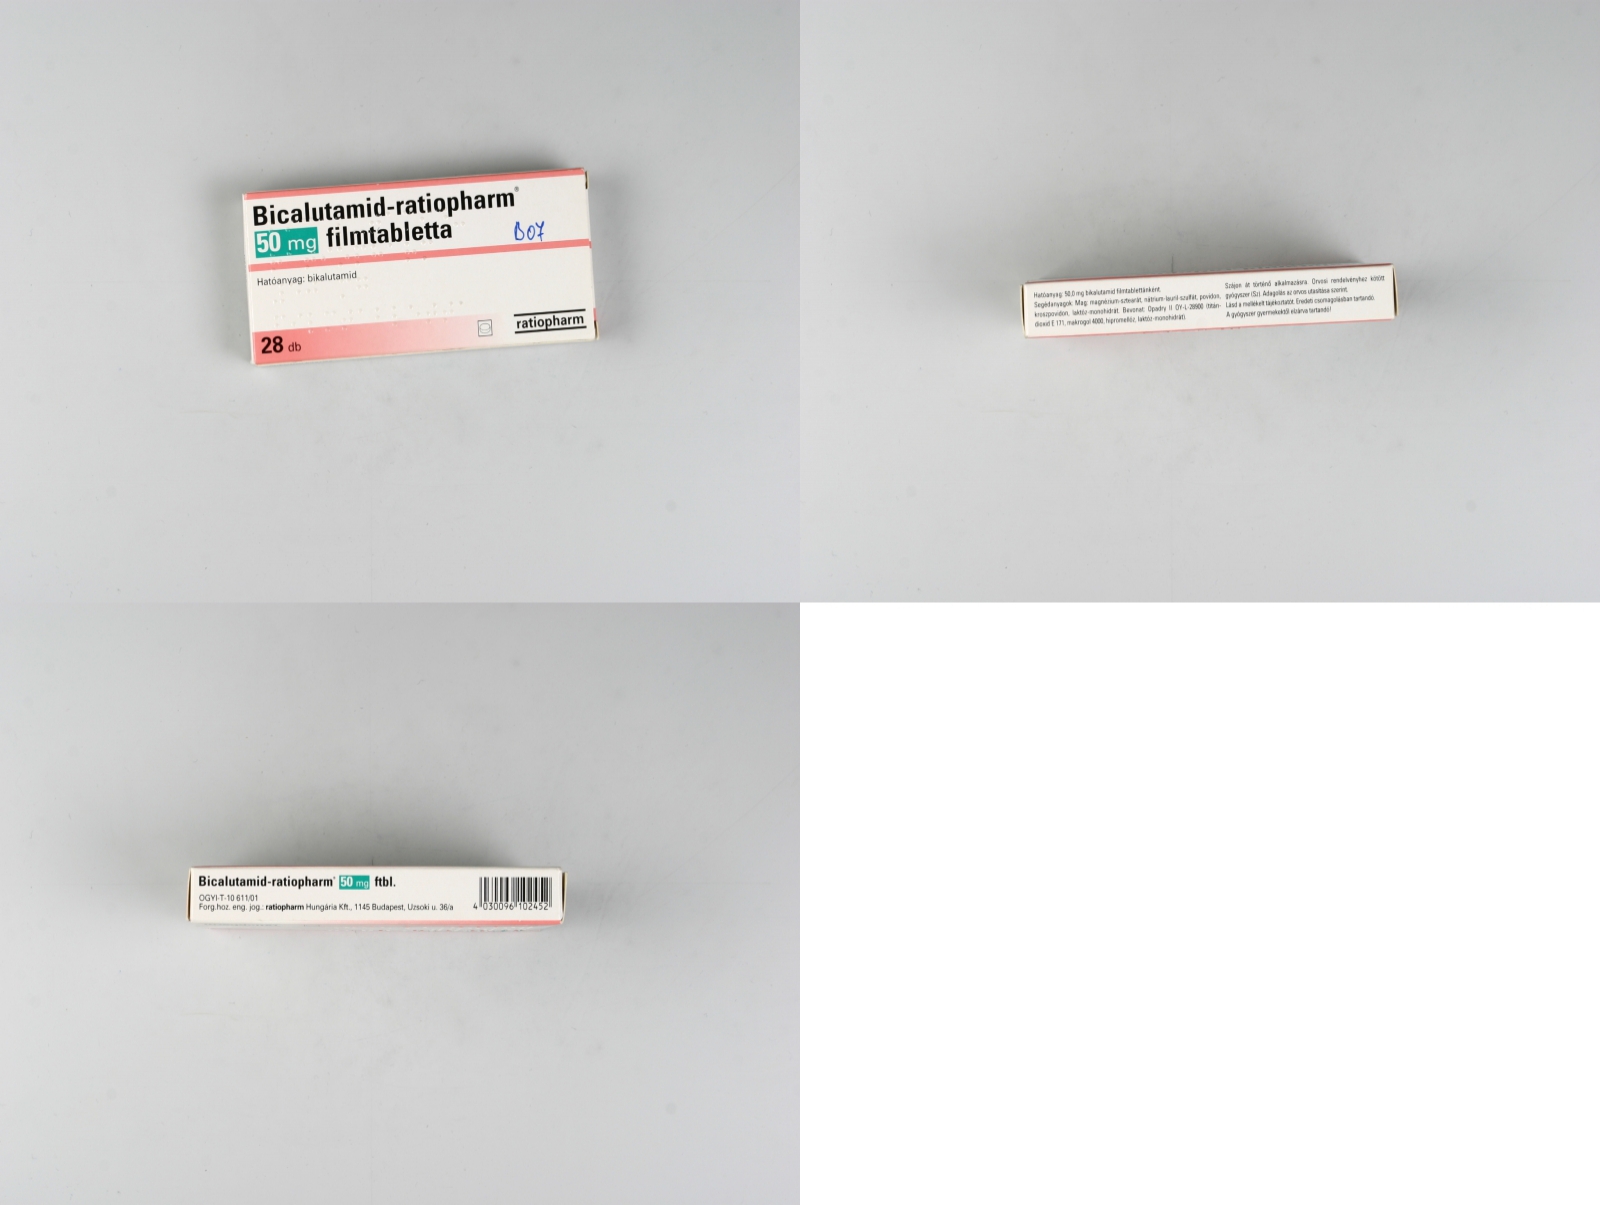 Bicalutamid-ratiopharm®
50 mg filmtabletta
B07
Hatóanyag: bikalutamid
28 db
ratiopharm
Hatóanyag: 50,0 mg bikalutamid filmtablettánként.
Segédanyagok: Mag: magnézium-sztearát, nátrium-lauril-szulfát, povidon,
kroszpovidon, laktóz-monohidrát. Bevonat: Opadry II OY-L-28900 (titán-
dioxid E 171, makrogol 4000, hipromellóz, laktóz-monohidrát).
Szájon át történő alkalmazásra. Orvosi rendelvényhez kötött
gyógyszer (Sz). Adagolás az orvos utasítása szerint.
Lásd a mellékelt tájékoztatót. Eredeti csomagolásban tartandó
A gyógyszer gyermekektől elzárva tartandó!
Bicalutamid-ratiopharm® 50 mg ftbl.
OGYI-T-10 611/01
Forg.hoz. eng. jog.: ratiopharm Hungária Kft., 1145 Budapest, Uzsoki u. 36/a
4 030096 102452